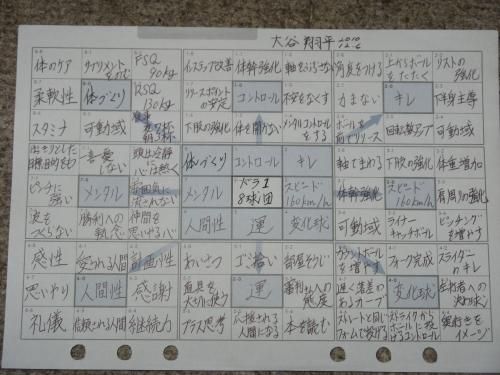 大谷 翔平 2010 12.6
体のケア サプリメントをのむ FSQ 90kg インステップ改善 体幹強化 軸をぶらさない 角度をつける 上からボールをたたく リストの強化
柔軟性 体づくり RSQ 130kg リリースポイントの安定 コントロール 不安をなくす 力まない キレ 下半身主導
スタミナ 可動域 食事 夜7杯 朝3杯 下肢の強化 体を開かない メンタルコントロールをする ボールを前でリリース 回転数アップ 可動域
はっきりとした目標、目的をもつ 一喜一憂しない 頭は冷静に心は熱く 体づくり コントロール キレ 軸でまわる 下肢の強化 体重増加
ピンチに強い メンタル 雰囲気に流されない メンタル ドラ1 8球団 スピード160km/h 体幹強化 スピード160km/h 肩周りの強化
波をつくらない 勝利への執念 仲間を思いやる心 人間性 運 変化球 可動域 ライナーキャッチボール ピッチングを増やす
感性 愛される人間 計画性 あいさつ ゴミ拾い 部屋そうじ カウントボールを増やす フォーク完成 スライダーのキレ
思いやり 人間性 感謝 道具を大切に使う 運 審判さんへの態度 遅く落差のあるカーブ 変化球 左打者への決め球
礼儀 信頼される人間 継続力 プラス思考 応援される人間になる 本を読む ストレートと同じフォームで投げる ストライクからボールに投げるコントロール 奥行きをイメージ